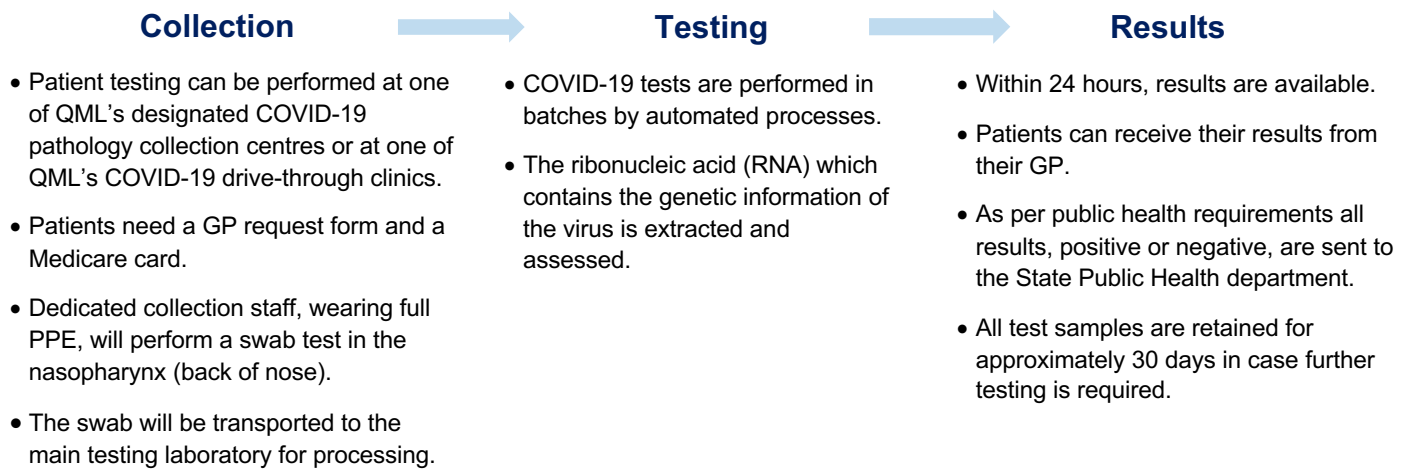 Collection
• Patient testing can be performed at one
of QML’s designated COVID-19
pathology collection centres or at one of
QML’s COVID-19 drive-through clinics.
• Patients need a GP request form and a
Medicare card.
• Dedicated collection staff, wearing full
PPE, will perform a swab test in the
nasopharynx (back of nose).
• The swab will be transported to the
main testing laboratory for processing.
Testing
• COVID-19 tests are performed in
batches by automated processes.
• The ribonucleic acid (RNA) which
contains the genetic information of
the virus is extracted and
assessed.
Results
• Within 24 hours, results are available.
• Patients can receive their results from
their GP.
• As per public health requirements all
results, positive or negative, are sent to
the State Public Health department.
• All test samples are retained for
approximately 30 days in case further
testing is required.